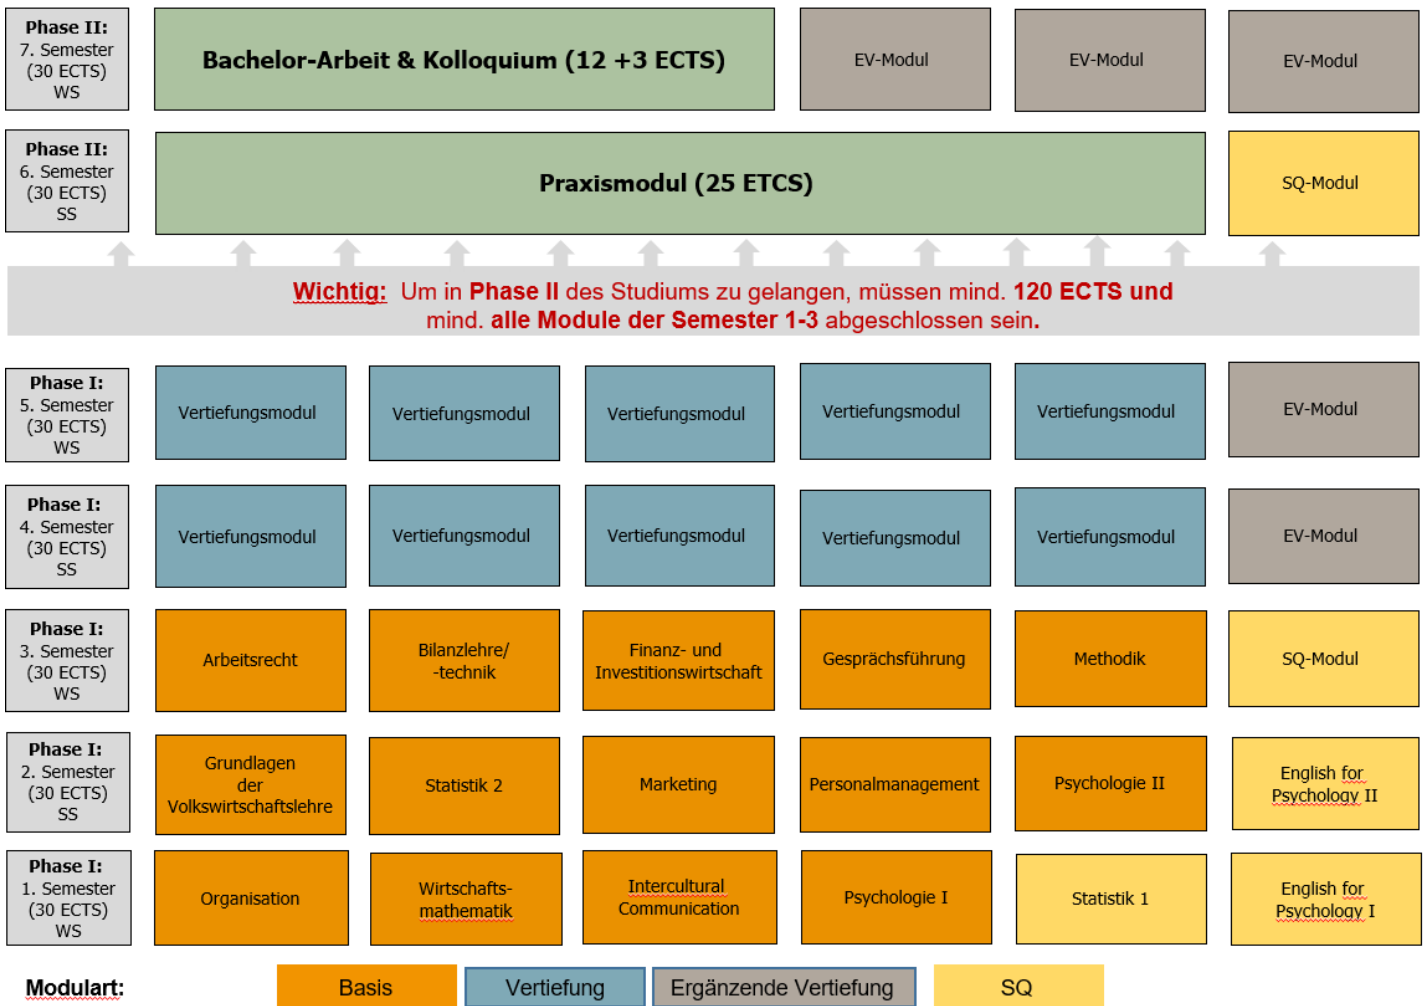 Phase II:
7. Semester
(30 ECTS)
WS
Bachelor-Arbeit & Kolloquium (12 +3 ECTS)
EV-Modul
EV-Modul
EV-Modul
Phase II:
6. Semester
(30 ECTS)
SS
Praxismodul (25 ETCS)
SQ-Modul
Wichtig: Um in Phase II des Studiums zu gelangen, müssen mind. 120 ECTS und
mind. alle Module der Semester 1-3 abgeschlossen sein.
Phase I:
5. Semester
(30 ECTS)
WS
Vertiefungsmodul
Vertiefungsmodul
Vertiefungsmodul
Vertiefungsmodul
Vertiefungsmodul
EV-Modul
Phase I:
4. Semester
(30 ECTS)
SS
Vertiefungsmodul
Vertiefungsmodul
Vertiefungsmodul
Vertiefungsmodul
Vertiefungsmodul
EV-Modul
Phase I:
3. Semester
(30 ECTS)
WS
Arbeitsrecht
Bilanzlehre/
-technik
Finanz- und
Investitionswirtschaft
Gesprächsführung
Methodik
SQ-Modul
Phase I:
2. Semester
(30 ECTS)
SS
Grundlagen
der
Volkswirtschaftslehre
Statistik 2
Marketing
Personalmanagement
Psychologie II
English for
Psychology II
Phase I:
1. Semester
(30 ECTS)
WS
Organisation
Wirtschafts-
mathematik
Intercultural
Communication
Psychologie I
Statistik 1
English for
Psychology I
Modulart:
Basis
Vertiefung
Ergänzende Vertiefung
SQ